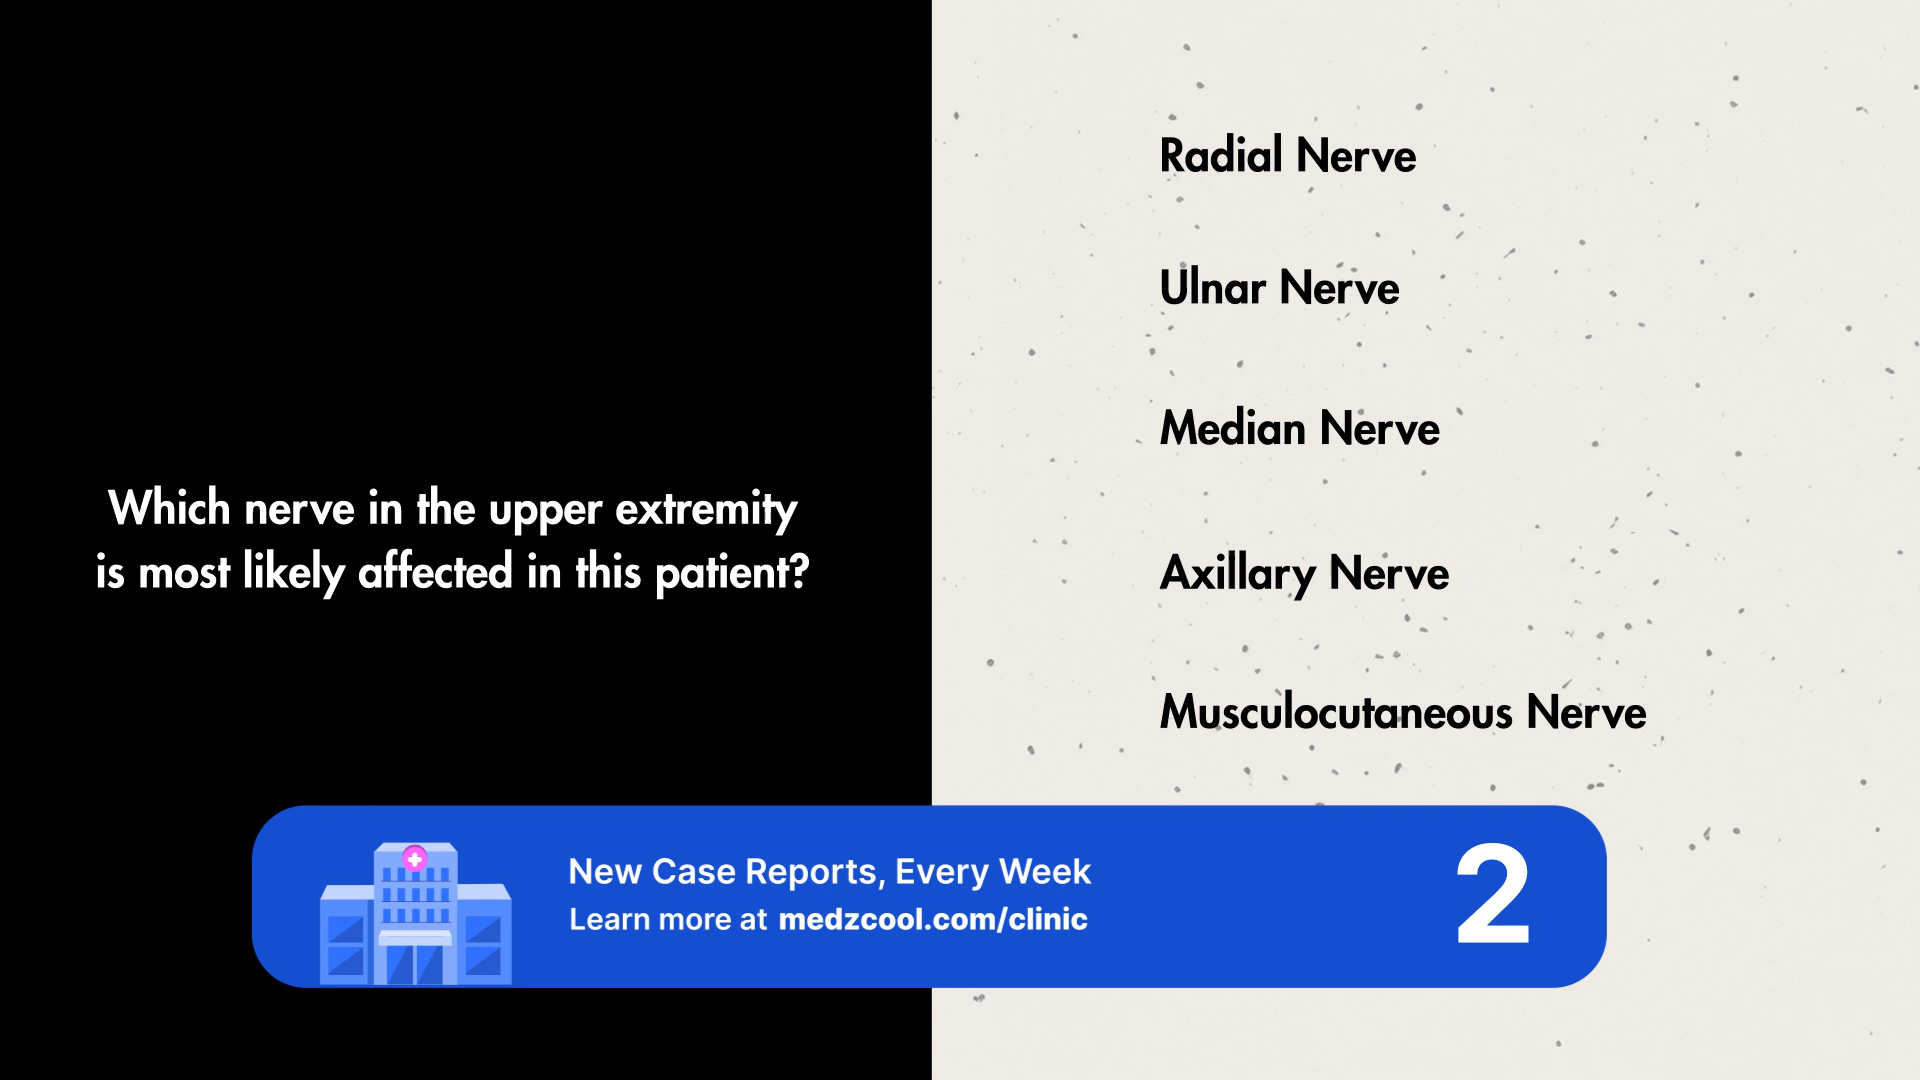 Which nerve in the upper extremity
is most likely affected in this patient?
Radial Nerve
Ulnar Nerve
Median Nerve
Axillary Nerve
Musculocutaneous Nerve
New Case Reports, Every Week
Learn more at medzcool.com/clinic
2